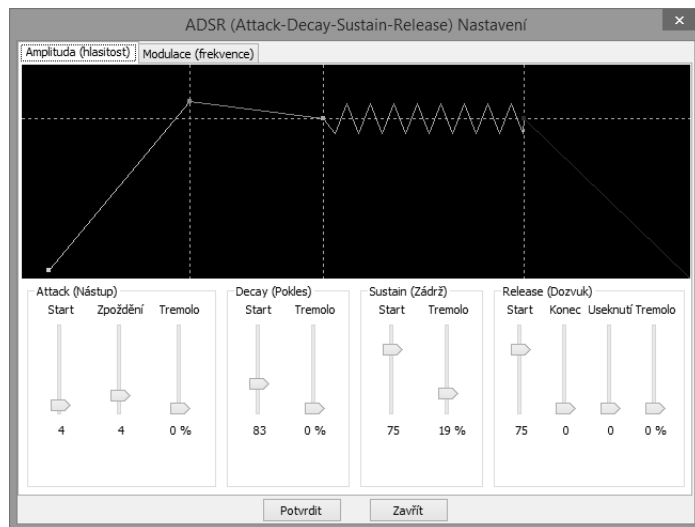 ADSR (Attack-Decay-Sustain-Release) Nastavení
Amplituda (hlasitost) Modulace (frekvence)
Attack (Nástup) Decay (Pokles) Sustain (Zádrž) Release (Dozvuk)
Start Zpoždění Tremolo Start Tremolo Start Tremolo Start Konec Useknutí Tremolo
4 4 0 % 83 0 % 75 19 % 75 0 0 0 %
Potvrdit Zavřít